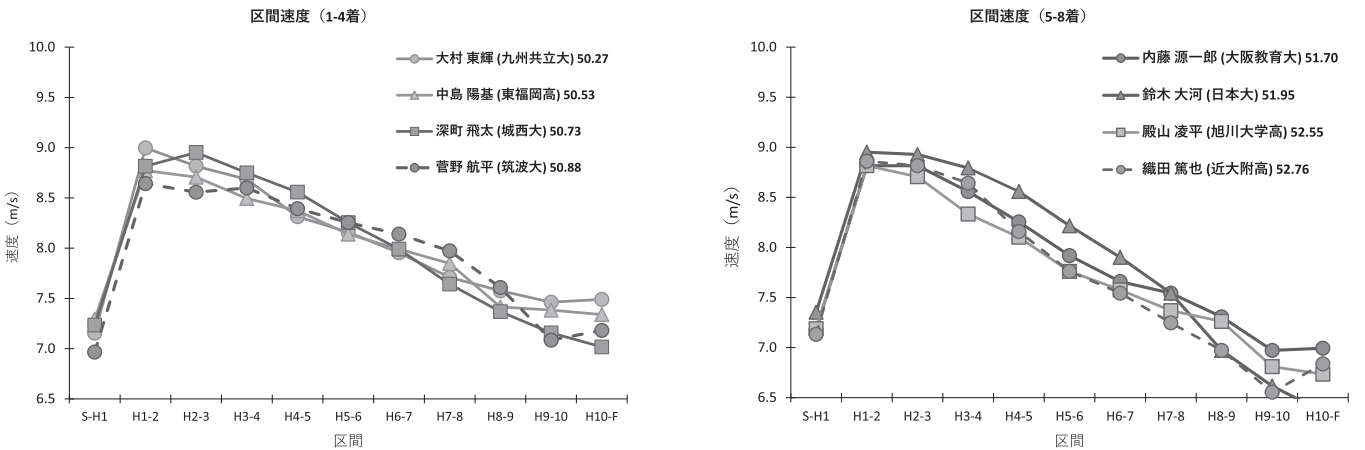 区間速度（1-4着）
10.0
9.5
9.0
8.5
8.0
7.5
7.0
6.5
速度（m/s）
大村 東輝 (九州共立大) 50.27
中島 陽基 (東福岡高) 50.53
深町 飛太 (城西大) 50.73
菅野 航平 (筑波大) 50.88
S-H1 H1-2 H2-3 H3-4 H4-5 H5-6 H6-7 H7-8 H8-9 H9-10 H10-F
区間
区間速度（5-8着）
10.0
9.5
9.0
8.5
8.0
7.5
7.0
6.5
速度（m/s）
内藤 源一郎 (大阪教育大) 51.70
鈴木 大河 (日本大) 51.95
殿山 凌平 (旭川大学高) 52.55
織田 篤也 (近大附高) 52.76
S-H1 H1-2 H2-3 H3-4 H4-5 H5-6 H6-7 H7-8 H8-9 H9-10 H10-F
区間